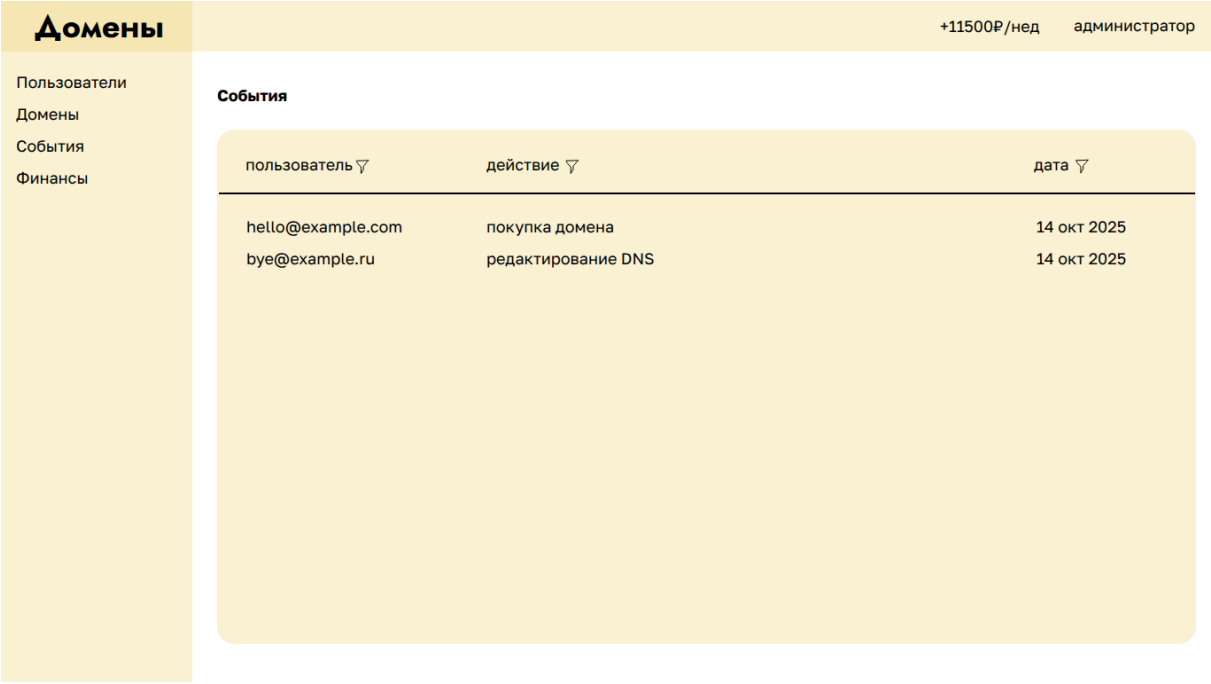 Домены
+11500₽/нед администратор
Пользователи
Домены
События
Финансы
События
пользователь действие дата
hello@example.com покупка домена 14 окт 2025
bye@example.ru редактирование DNS 14 окт 2025